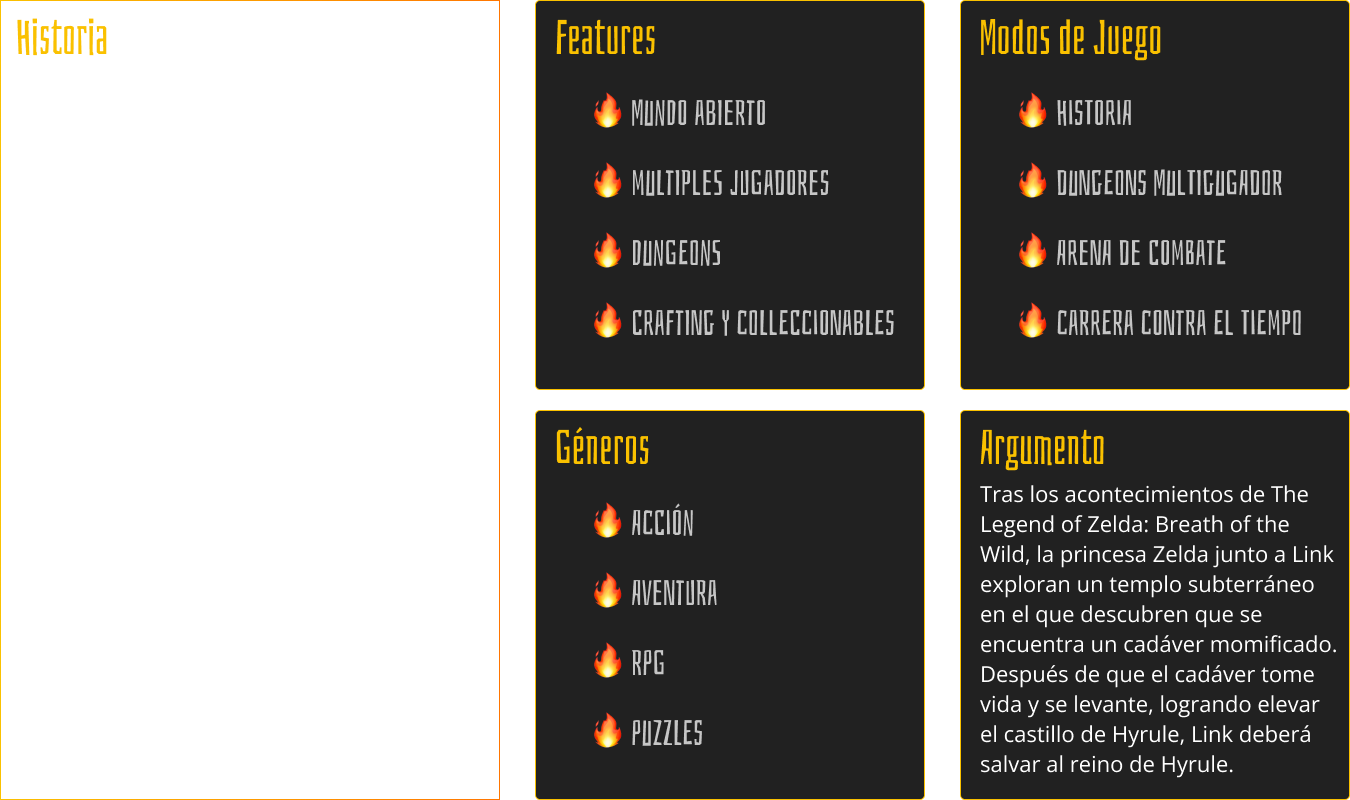 Historia
Features
MUNDO ABIERTO
MULTIPLES JUGADORES
DUNGEONS
CRAFTING Y COLLECCIONABLES
Modos de Juego
HISTORIA
DUNGEONS MULTIGUGADOR
ARENA DE COMBATE
CARRERA CONTRA EL TIEMPO
Géneros
ACCIÓN
AVENTURA
RPG
PUZZLES
Argumento
Tras los acontecimientos de The
Legend of Zelda: Breath of the
Wild, la princesa Zelda junto a Link
exploran un templo subterráneo
en el que descubren que se
encuentra un cadáver momificado.
Después de que el cadáver tome
vida y se levante, logrando elevar
el castillo de Hyrule, Link deberá
salvar al reino de Hyrule.